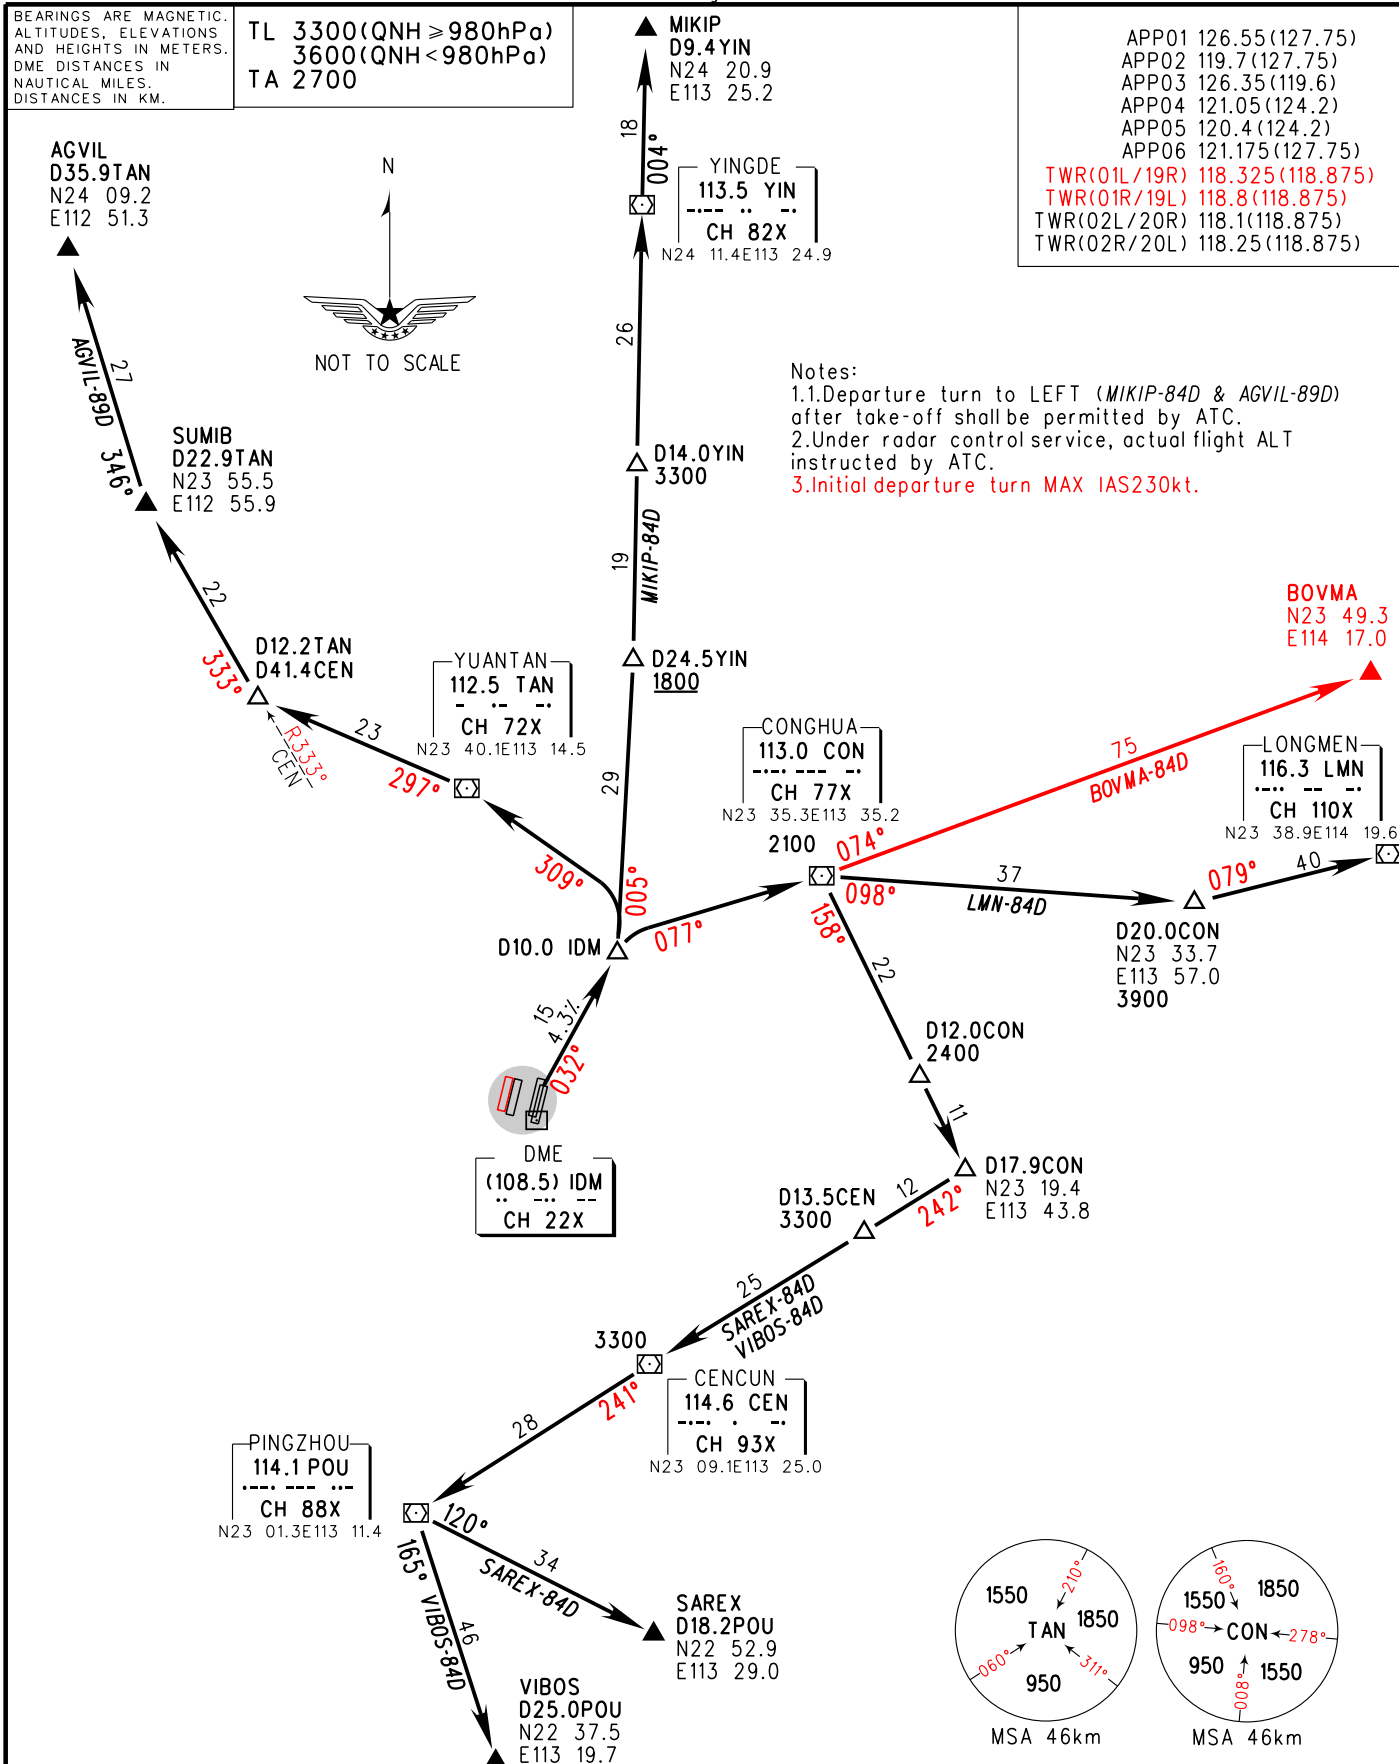 BEARINGS ARE MAGNETIC.
ALTITUDES, ELEVATIONS
AND HEIGHTS IN METERS.
DME DISTANCES IN
NAUTICAL MILES.
DISTANCES IN KM.
TL 3300(QNH≥980hPa)
3600(QNH<980hPa)
TA 2700
MIKIP
D9.4YIN
N24 20.9
E113 25.2
APP01 126.55(127.75)
APP02 119.7(127.75)
APP03 126.35(119.6)
APP04 121.05(124.2)
APP05 120.4(124.2)
APP06 121.175(127.75)
TWR(01L/19R) 118.325(118.875)
TWR(01R/19L) 118.8(118.875)
TWR(02L/20R) 118.1(118.875)
TWR(02R/20L) 118.25(118.875)
AGVIL
D35.9TAN
N24 09.2
E112 51.3
N
NOT TO SCALE
18
004°
YINGDE
113.5 YIN
CH 82X
N24 11.4E113 24.9
26
27
AGVIL-89D
346°
Notes:
1.1.Departure turn to LEFT (MIKIP-84D & AGVIL-89D)
after take-off shall be permitted by ATC.
2.Under radar control service, actual flight ALT
instructed by ATC.
3.Initial departure turn MAX IAS230kt.
SUMIB
D22.9TAN
N23 55.5
E112 55.9
D14.0YIN
3300
19
MIKIP-84D
22
333°
D12.2TAN
D41.4CEN
R333°
CEN
YUANTAN
112.5 TAN
CH 72X
N23 40.1E113 14.5
23
297°
D24.5YIN
1800
BOVMA
N23 49.3
E114 17.0
CONGHUA
113.0 CON
CH 77X
N23 35.3E113 35.2
2100
75
BOVMA-84D
074°
LONGMEN
116.3 LMN
CH 110X
N23 38.9E114 19.6
29
309°
005°
077°
098°
37
LMN-84D
079°
40
158°
22
D20.0CON
N23 33.7
E113 57.0
3900
D10.0 IDM
15
4.3%
032°
D12.0CON
2400
11
DME
(108.5) IDM
CH 22X
D17.9CON
N23 19.4
E113 43.8
12
242°
D13.5CEN
3300
25
SAREX-84D
VIBOS-84D
3300
241°
CENCUN
114.6 CEN
CH 93X
N23 09.1E113 25.0
28
PINGZHOU
114.1 POU
CH 88X
N23 01.3E113 11.4
120°
34
SAREX-84D
165°
VIBOS-84D
46
SAREX
D18.2POU
N22 52.9
E113 29.0
VIBOS
D25.0POU
N22 37.5
E113 19.7
1550
210°
TAN
1850
060°
311°
950
MSA 46km
160°
1850
1550
098°
CON
278°
950
1550
008°
MSA 46km